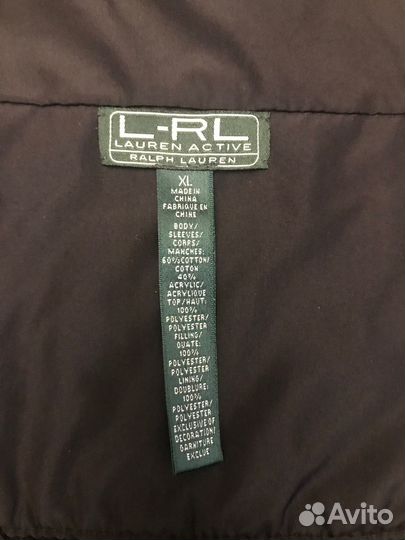 L-RL
LAUREN ACTIVE
RALPH LAUREN
XL
MADE IN
CHINA
FABRIQUE EN
CHINE
BODY/
SLEEVES/
CORPS/
MANCHES:
60%COTTON/
COTON
40%
ACRYLIC/
ACRYLIQUE
TOP/HAUT:
100%
POLYESTER/
POLYESTER
FILLING/
OUATE:
100%
POLYESTER/
POLYESTER
LINING/
DOUBLURE:
100%
POLYESTER/
POLYESTER
EXCLUSIVE OF
DECORATION/
GARNITURE
EXCLUE
Avito